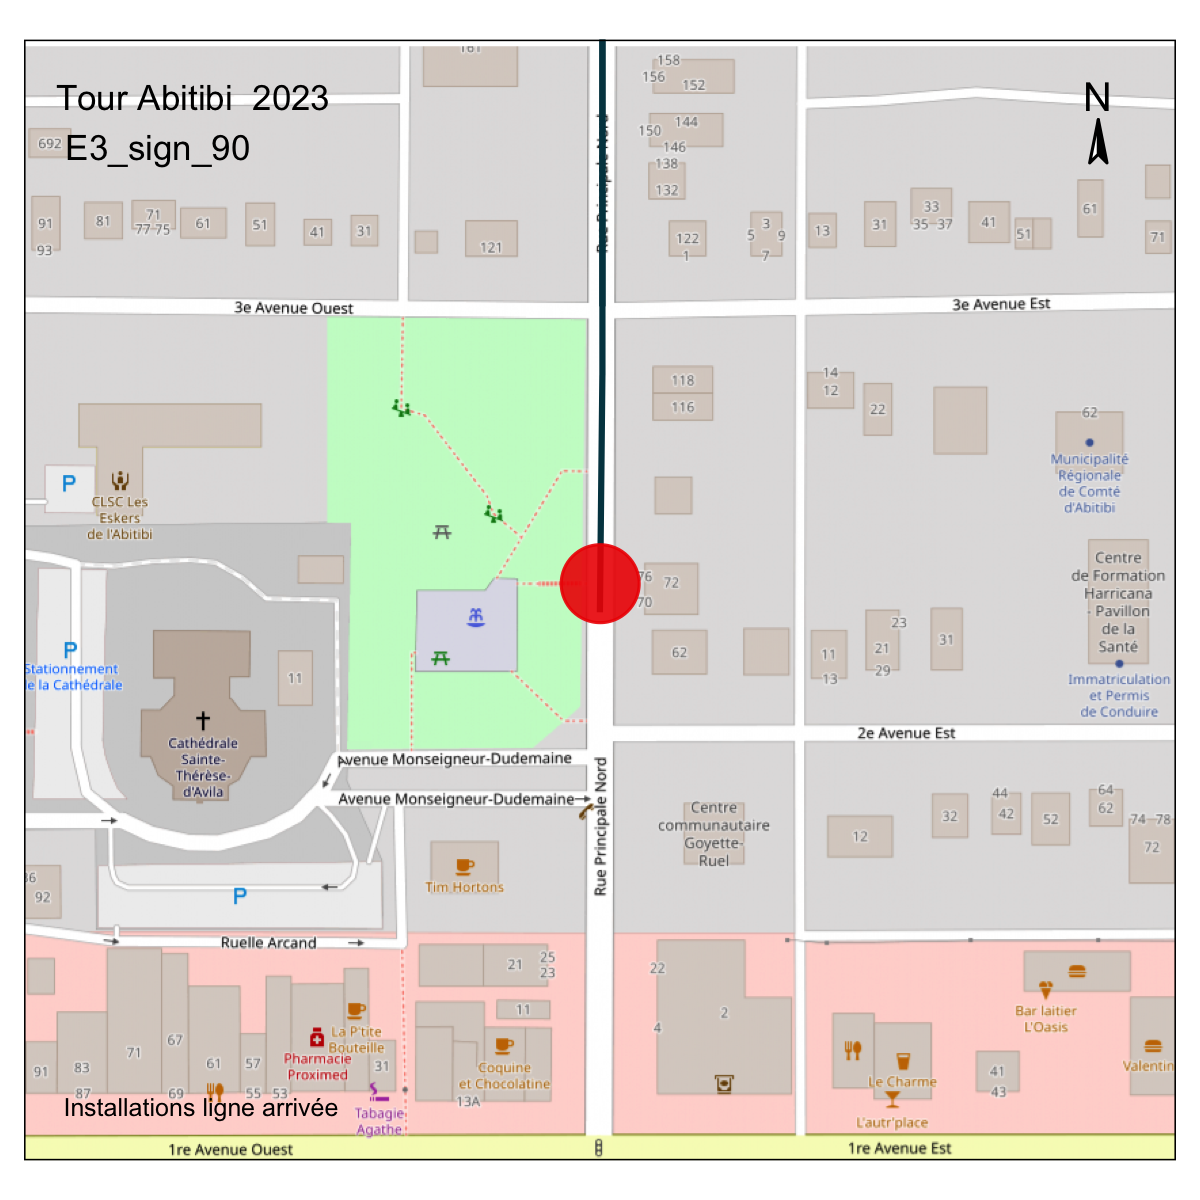 Tour Abitibi  2023
E3_sign_90
N
161
158
156
152
144
150
146
138
132
692
91
93
81
71
77 75
61
51
41
31
121
122
1
3
5
9
7
13
31
33
35-37
41
51
61
71
Rue Principale Nord
3e Avenue Ouest
3e Avenue Est
118
116
14
12
22
62
Municipalité
Régionale
de Comté
d'Abitibi
P
CLSC Les
Eskers
de l'Abitibi
Centre
de Formation
Harricana
- Pavillon
de la
Santé
76
72
70
62
11
13
23
21
29
31
Immatriculation
et Permis
de Conduire
P
Stationnement
de la Cathédrale
11
Cathédrale
Sainte-
Thérèse-
d'Avila
2e Avenue Est
Avenue Monseigneur-Dudemaine
Avenue Monseigneur-Dudemaine
Rue Principale Nord
Centre
communautaire
Goyette-
Ruel
12
32
44
42
52
64
62
74-78
72
Tim Hortons
P
36
92
Ruelle Arcand
21
25
23
11
22
4
2
Bar laitier
L'Oasis
La P'tite
Bouteille
Pharmacie
Proximed
Coquine
et Chocolatine
13A
91
83
87
71
67
69
61
57
55
53
31
Le Charme
L'autr'place
41
43
Valentin
Installations ligne arrivée
Tabagie
Agathe
1re Avenue Ouest
1re Avenue Est